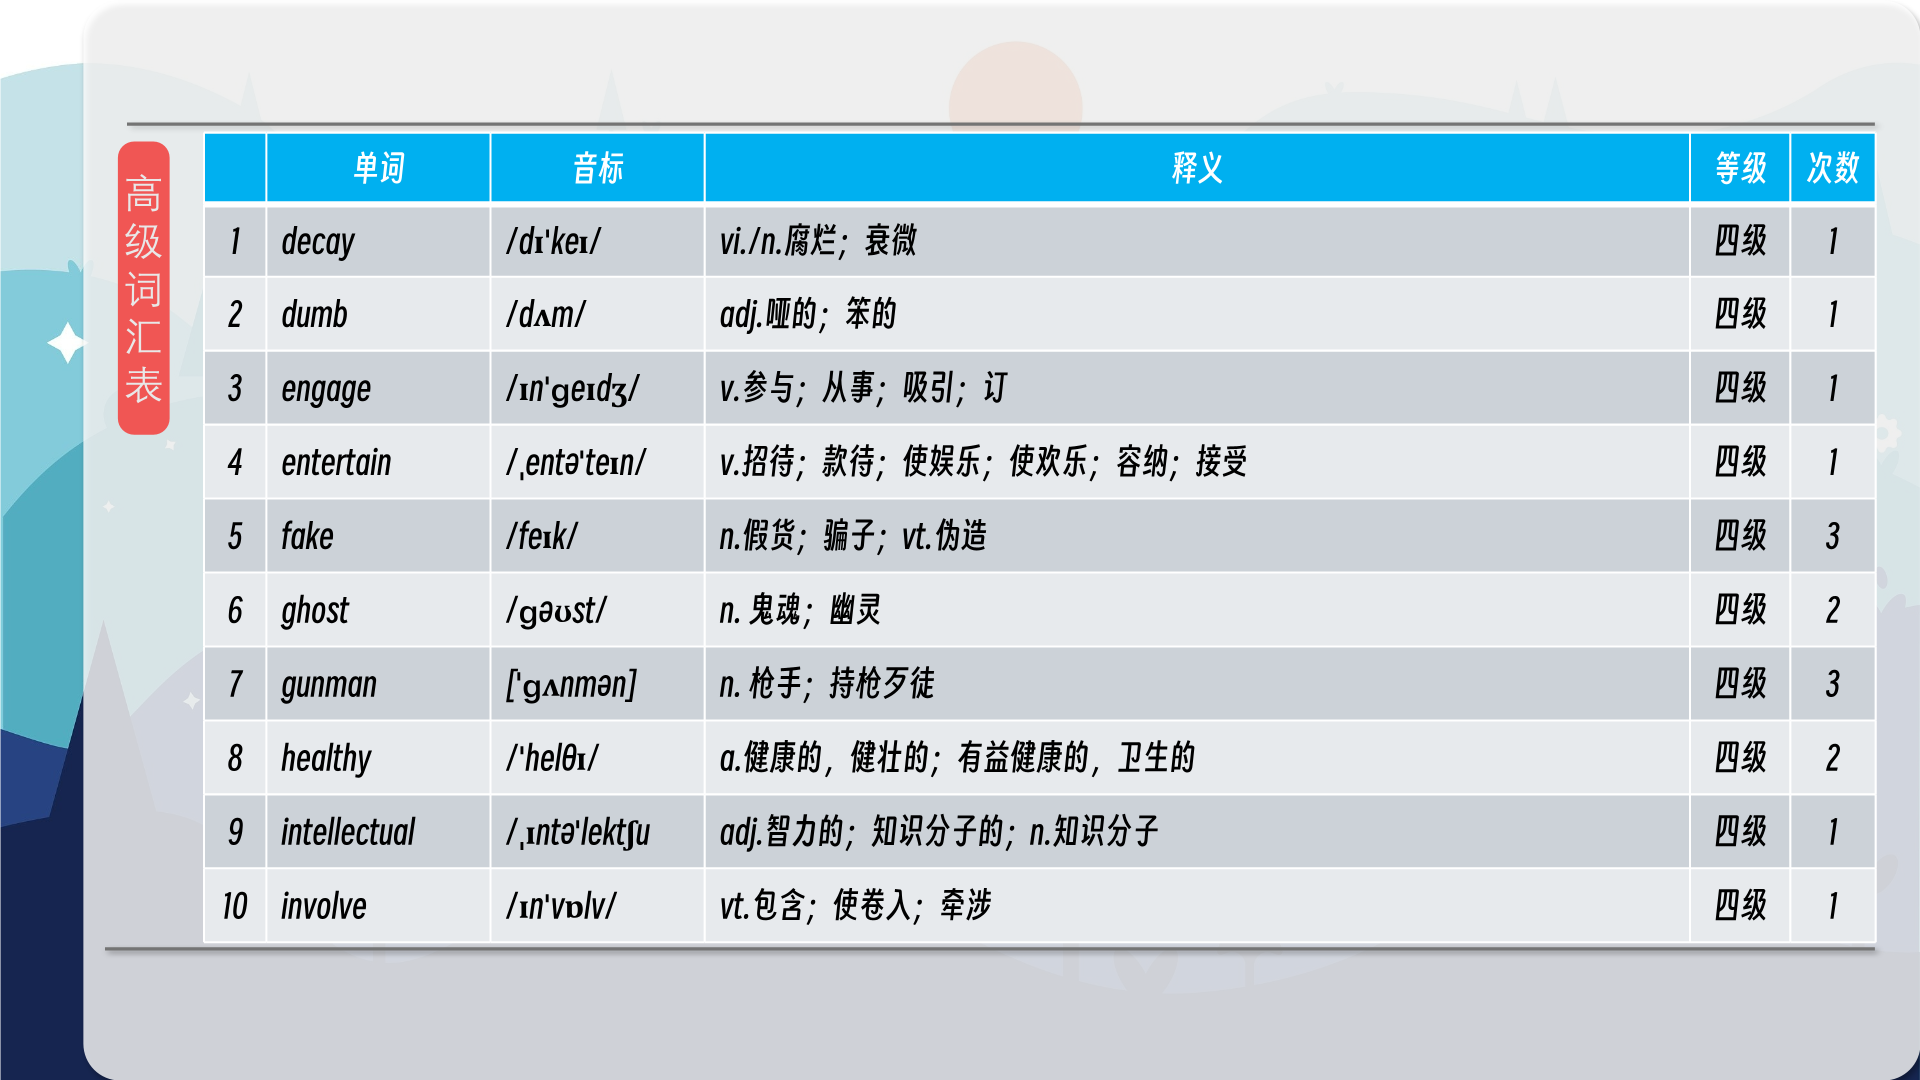 高级词汇表
单词 音标 释义 等级 次数
1 decay /dɪ'keɪ/ vi./n.腐烂；衰微 四级 1
2 dumb /dʌm/ adj.哑的；笨的 四级 1
3 engage /ɪn'ɡeɪdʒ/ v.参与；从事；吸引；订 四级 1
4 entertain /ˌentə'teɪn/ v.招待；款待；使娱乐；使欢乐；容纳；接受 四级 1
5 fake /feɪk/ n.假货；骗子；vt.伪造 四级 3
6 ghost /ɡəʊst/ n. 鬼魂；幽灵 四级 2
7 gunman ['ɡʌnmən] n. 枪手；持枪歹徒 四级 3
8 healthy /'helθɪ/ a.健康的，健壮的；有益健康的，卫生的 四级 2
9 intellectual /ˌɪntə'lektʃu adj.智力的；知识分子的；n.知识分子 四级 1
10 involve /ɪn'vɒlv/ vt.包含；使卷入；牵涉 四级 1